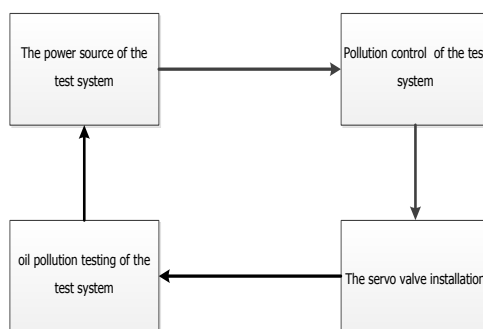 The power source of the
test system
Pollution control of the test
system
oil pollution testing of the
test system
The servo valve installation